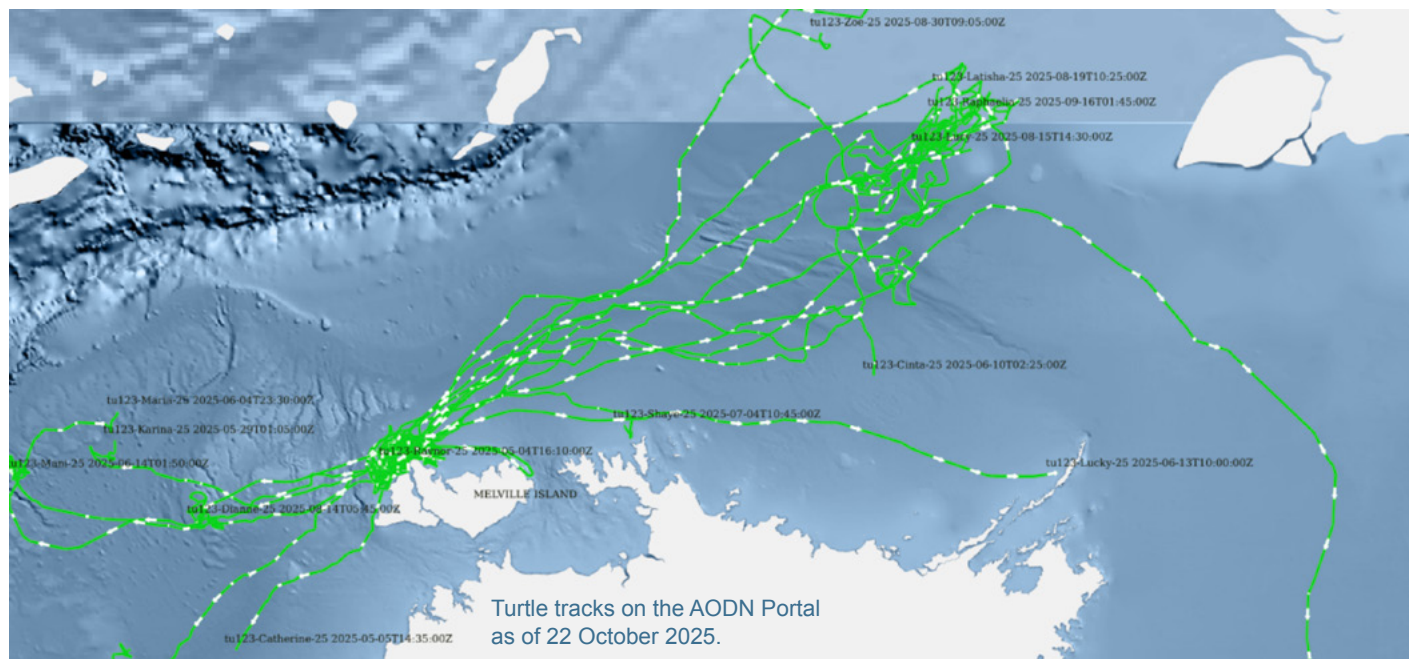 tu123-Zoe-25 2025-08-30T09:05:00Z
tu123-Latisha-25 2025-08-19T10:25:00Z
tu123-Raphaelia-25 2025-09-16T01:45:00Z
tu123-Lucy-25 2025-08-15T14:30:00Z
tu123-Cinta-25 2025-06-10T02:25:00Z
tu123-Maria-25 2025-06-04T23:30:00Z
tu123-Shaye-25 2025-07-04T10:45:00Z
tu123-Karina-25 2025-05-29T01:05:00Z
tu123-Raynor-25 2025-05-04T16:10:00Z
tu123-Mani-25 2025-06-14T01:50:00Z
tu123-Lucky-25 2025-06-13T10:00:00Z
MELVILLE ISLAND
tu123-Dianne-25 2025-08-14T05:45:00Z
Turtle tracks on the AODN Portal
as of 22 October 2025.
tu123-Catherine-25 2025-05-05T14:35:00Z